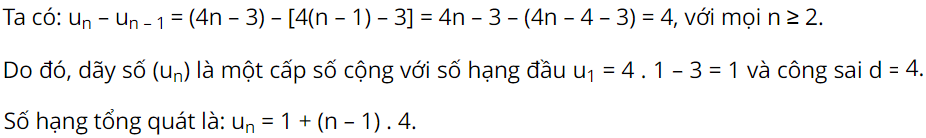 Ta có: uₙ – uₙ ₋ ₁ = (4n – 3) – [4(n – 1) – 3] = 4n – 3 – (4n – 4 – 3) = 4, với mọi n ≥ 2.
Do đó, dãy số (uₙ) là một cấp số cộng với số hạng đầu u₁ = 4 . 1 – 3 = 1 và công sai d = 4.
Số hạng tổng quát là: uₙ = 1 + (n – 1) . 4.